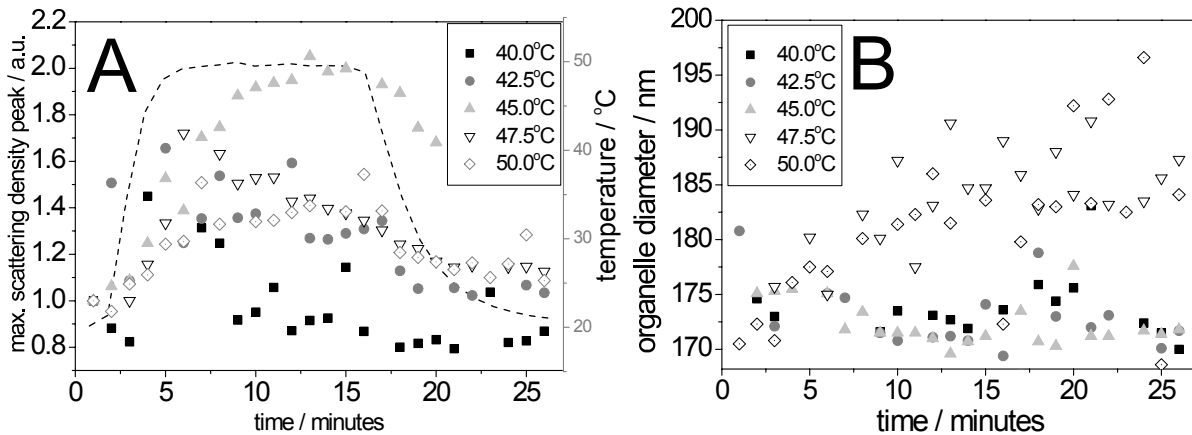 A
2.2
2.0
1.8
1.6
1.4
1.2
1.0
0.8
max. scattering density peak / a.u.
0 5 10 15 20 25
time / minutes
50
40
30
20
temperature / °C
40.0°C
42.5°C
45.0°C
47.5°C
50.0°C
B
200
195
190
185
180
175
170
organelle diameter / nm
0 5 10 15 20 25
time / minutes
40.0°C
42.5°C
45.0°C
47.5°C
50.0°C